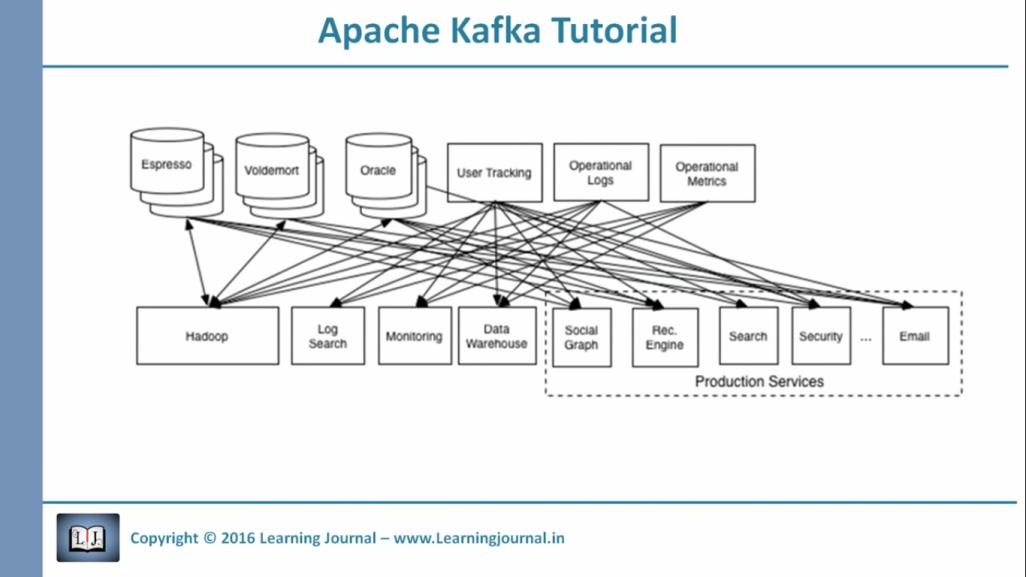 Apache Kafka Tutorial
Espresso
Voldemort
Oracle
User Tracking
Operational
Logs
Operational
Metrics
Hadoop
Log
Search
Monitoring
Data
Warehouse
Social
Graph
Rec.
Engine
Search
Security
...
Email
Production Services
LJ
Copyright © 2016 Learning Journal – www.Learningjournal.in